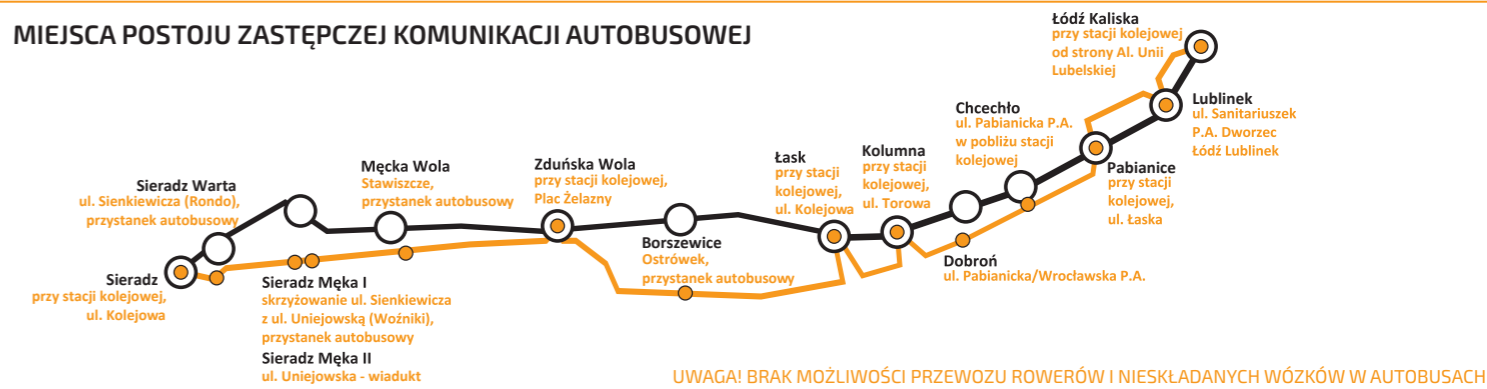 MIEJSCA POSTOJU ZASTĘPCZEJ KOMUNIKACJI AUTOBUSOWEJ
Łódź Kaliska
przy stacji kolejowej
od strony Al. Unii
Lubelskiej
Lublinek
ul. Sanitariuszek
P.A. Dworzec
Łódź Lublinek
Chcechło
ul. Pabianicka P.A.
w pobliżu stacji
kolejowej
Pabianice
przy stacji
kolejowej,
ul. Łaska
Kolumna
przy stacji
kolejowej,
ul. Torowa
Dobroń
ul. Pabianicka/Wrocławska P.A.
Łask
przy stacji
kolejowej,
ul. Kolejowa
Borszewice
Ostrówek,
przystanek autobusowy
Zduńska Wola
przy stacji kolejowej,
Plac Żelazny
Męcka Wola
Stawiszcze,
przystanek autobusowy
Sieradz Warta
ul. Sienkiewicza (Rondo),
przystanek autobusowy
Sieradz
przy stacji kolejowej,
ul. Kolejowa
Sieradz Męka I
skrzyżowanie ul. Sienkiewicza
z ul. Uniejowską (Woźniki),
przystanek autobusowy
Sieradz Męka II
ul. Uniejowska - wiadukt
UWAGA! BRAK MOŻLIWOŚCI PRZEWOZU ROWERÓW I NIESKŁADANYCH WÓZKÓW W AUTOBUSACH